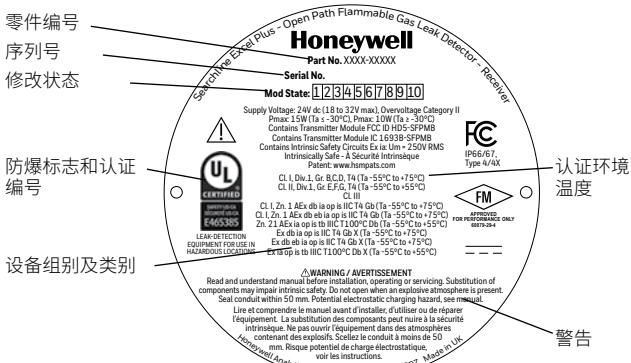 Searchline Excel Plus - Open Path Flammable Gas Leak Detector - Receiver
零件编号
序列号
修改状态
防爆标志和认证
编号
设备组别及类别
认证环境
温度
警告
Honeywell
Part No. XXXX-XXXXX
Serial No.
Mod State: 1 2 3 4 5 6 7 8 9 10
Supply Voltage: 24V dc (18 to 32V max), Overvoltage Category II
Pmax: 15W (Ta ≤ -30°C), Pmax: 10W (Ta ≥ -30°C)
Contains Transmitter Module FCC ID HD5-SFPMB
Contains Transmitter Module IC 1693B-SFPMB
Contains Intrinsic Safety Circuits Ex ia: Um = 250V RMS
Intrinsically Safe - À Sécurité Intrinsèque
Patent: www.hsmpats.com
Cl. I, Div.1, Gr. B,C,D, T4 (Ta -55°C to +75°C)
Cl. II, Div.1, Gr. E,F,G, T4 (Ta -55°C to +55°C)
Cl. III
Cl. I, Zn. 1 AEx db ia op is IIC T4 Gb (Ta -55°C to +75°C)
Cl. I, Zn. 1 AEx db eb ia op is IIC T4 Gb (Ta -55°C to +75°C)
Zn. 21 AEx ia op is tb IIIC T100°C Db (Ta -55°C to +55°C)
Ex db ia op is IIC T4 Gb X (Ta -55°C to +75°C)
Ex db eb ia op is IIC T4 Gb X (Ta -55°C to +75°C)
Ex ia op is tb IIIC T100°C Db X (Ta -55°C to +55°C)
UL
CERTIFIED
SAFETY US-CA
SÉCURITÉ US-CA
E465385
LEAK-DETECTION
EQUIPMENT FOR USE IN
HAZARDOUS LOCATIONS
FC
IP66/67,
Type 4/4X
FM
APPROVED
FOR PERFORMANCE ONLY
60079-29-4
WARNING / AVERTISSEMENT
Read and understand manual before installation, operating or servicing. Substitution of
components may impair intrinsic safety. Do not open when an explosive atmosphere is present.
Seal conduit within 50 mm. Potential electrostatic charging hazard, see manual.
Lire et comprendre le manuel avant d'installer, d'utiliser ou de réparer
l'équipement. La substitution des composants peut nuire à la sécurité
intrinsèque. Ne pas ouvrir l'équipement dans des atmosphères
contenant des explosifs. Scellez le conduit à moins de 50
mm. Risque potentiel de charge électrostatique,
voir les instructions.
Honeywell Analy
Made in UK